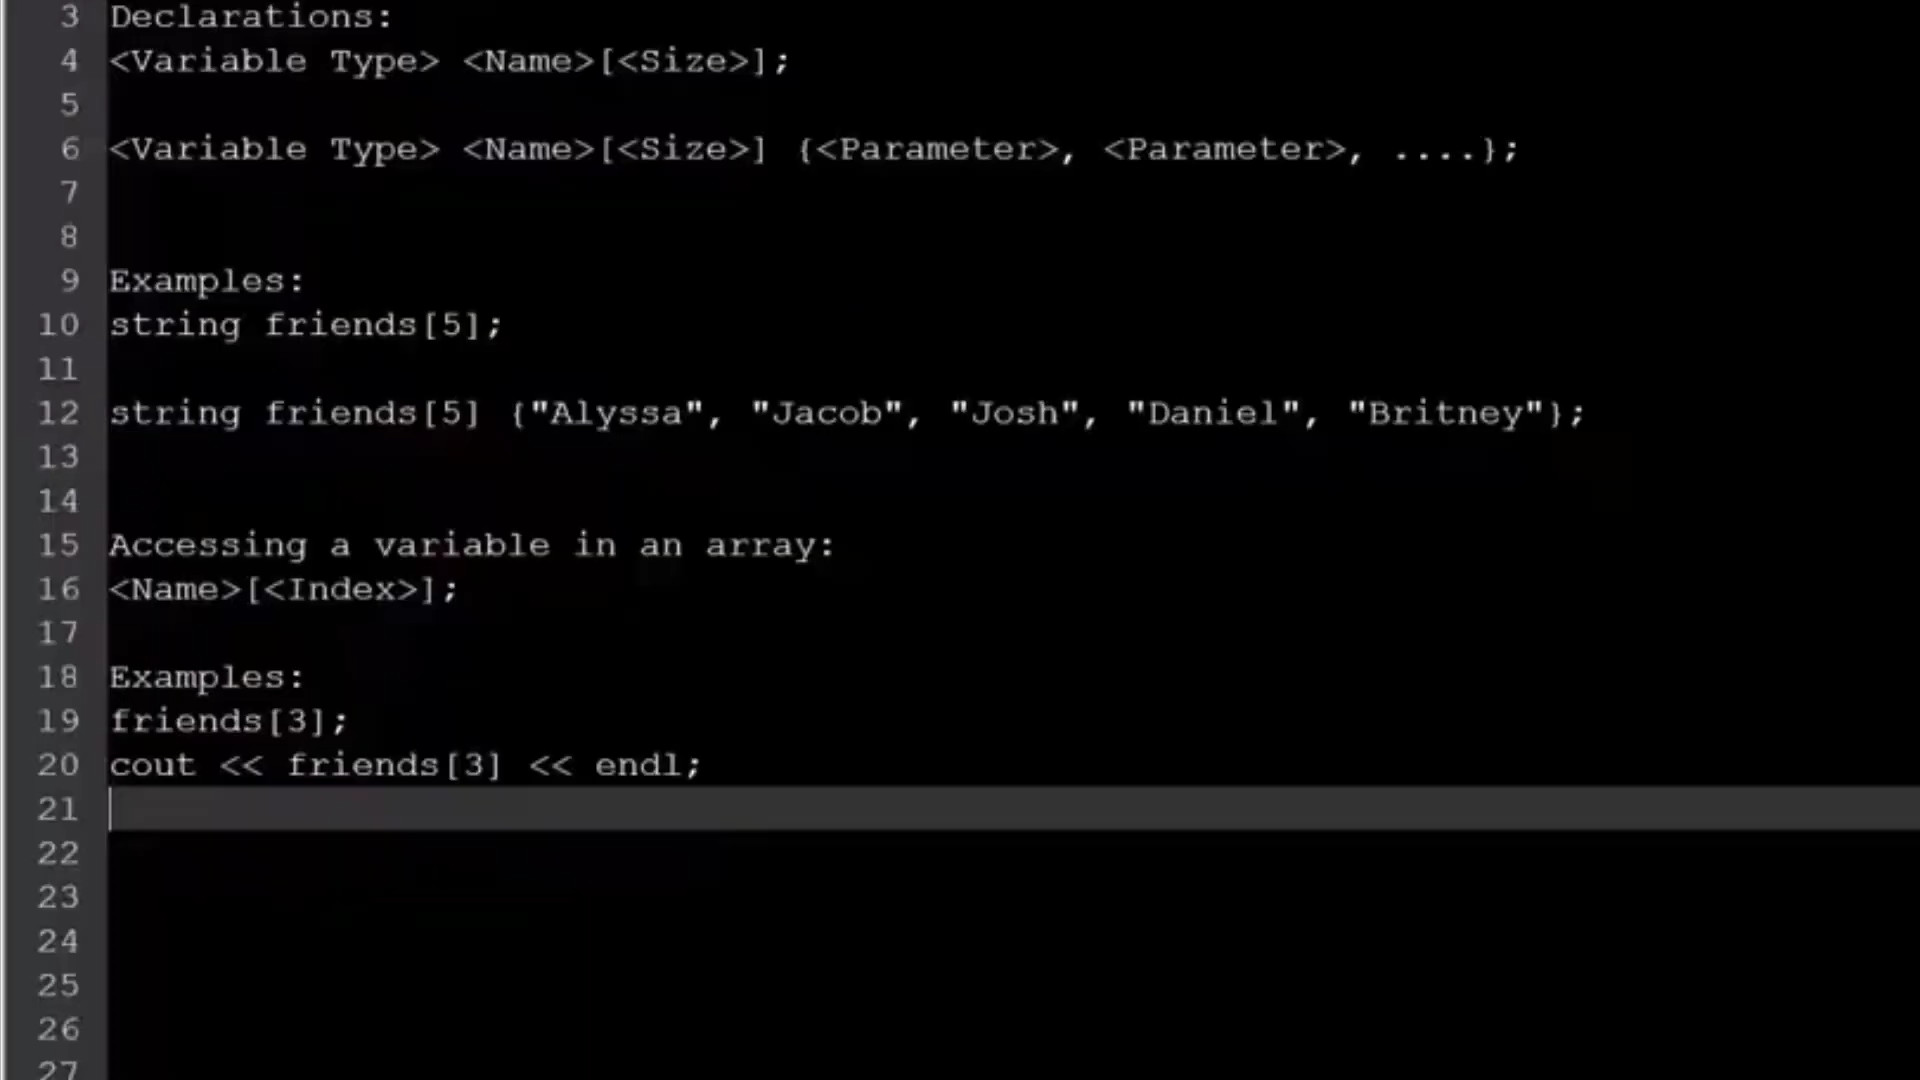 3 Declarations:
4 <Variable Type> <Name>[<Size>];
5
6 <Variable Type> <Name>[<Size>] {<Parameter>, <Parameter>, ....};
7
8
9 Examples:
10 string friends[5];
11
12 string friends[5] {"Alyssa", "Jacob", "Josh", "Daniel", "Britney"};
13
14
15 Accessing a variable in an array:
16 <Name>[<Index>];
17
18 Examples:
19 friends[3];
20 cout << friends[3] << endl;
21
22
23
24
25
26
27